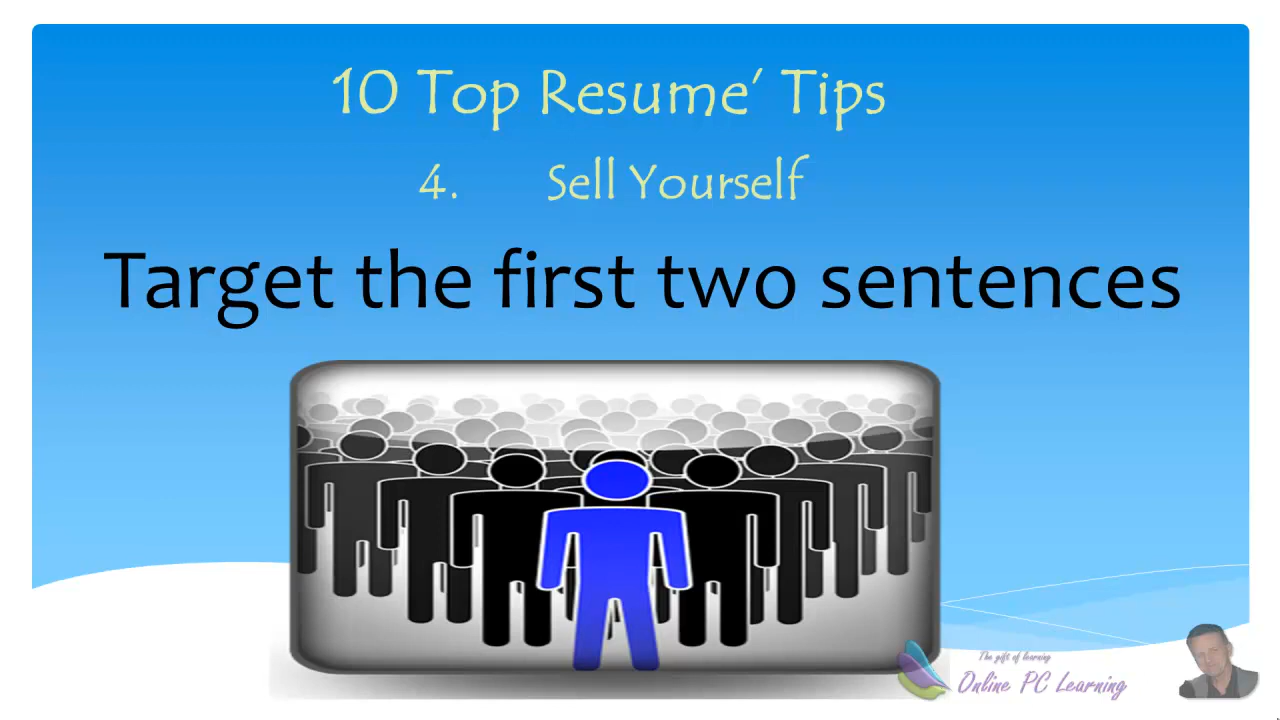 10 Top Resume’ Tips
4. Sell Yourself
Target the first two sentences
The gift of learning
Online PC Learning